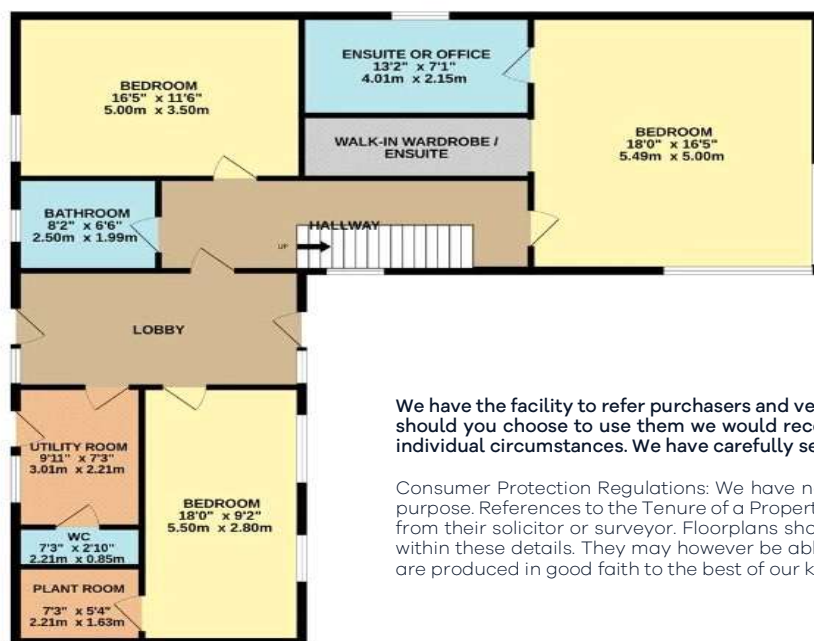 ENSUITE OR OFFICE
13'2" x 7'1"
4.01m x 2.15m
BEDROOM
16'5" x 11'6"
5.00m x 3.50m
BEDROOM
18'0" x 16'5"
5.49m x 5.00m
WALK-IN WARDROBE /
ENSUITE
BATHROOM
8'2" x 6'6"
2.50m x 1.99m
HALLWAY
UP
LOBBY
UTILITY ROOM
9'11" x 7'3"
3.01m x 2.21m
BEDROOM
18'0" x 9'2"
5.50m x 2.80m
WC
7'3" x 2'10"
2.21m x 0.85m
PLANT ROOM
7'3" x 5'4"
2.21m x 1.63m
We have the facility to refer purchasers and ve
should you choose to use them we would rece
individual circumstances. We have carefully se
Consumer Protection Regulations: We have n
purpose. References to the Tenure of a Propert
from their solicitor or surveyor. Floorplans sho
within these details. They may however be abl
are produced in good faith to the best of our k